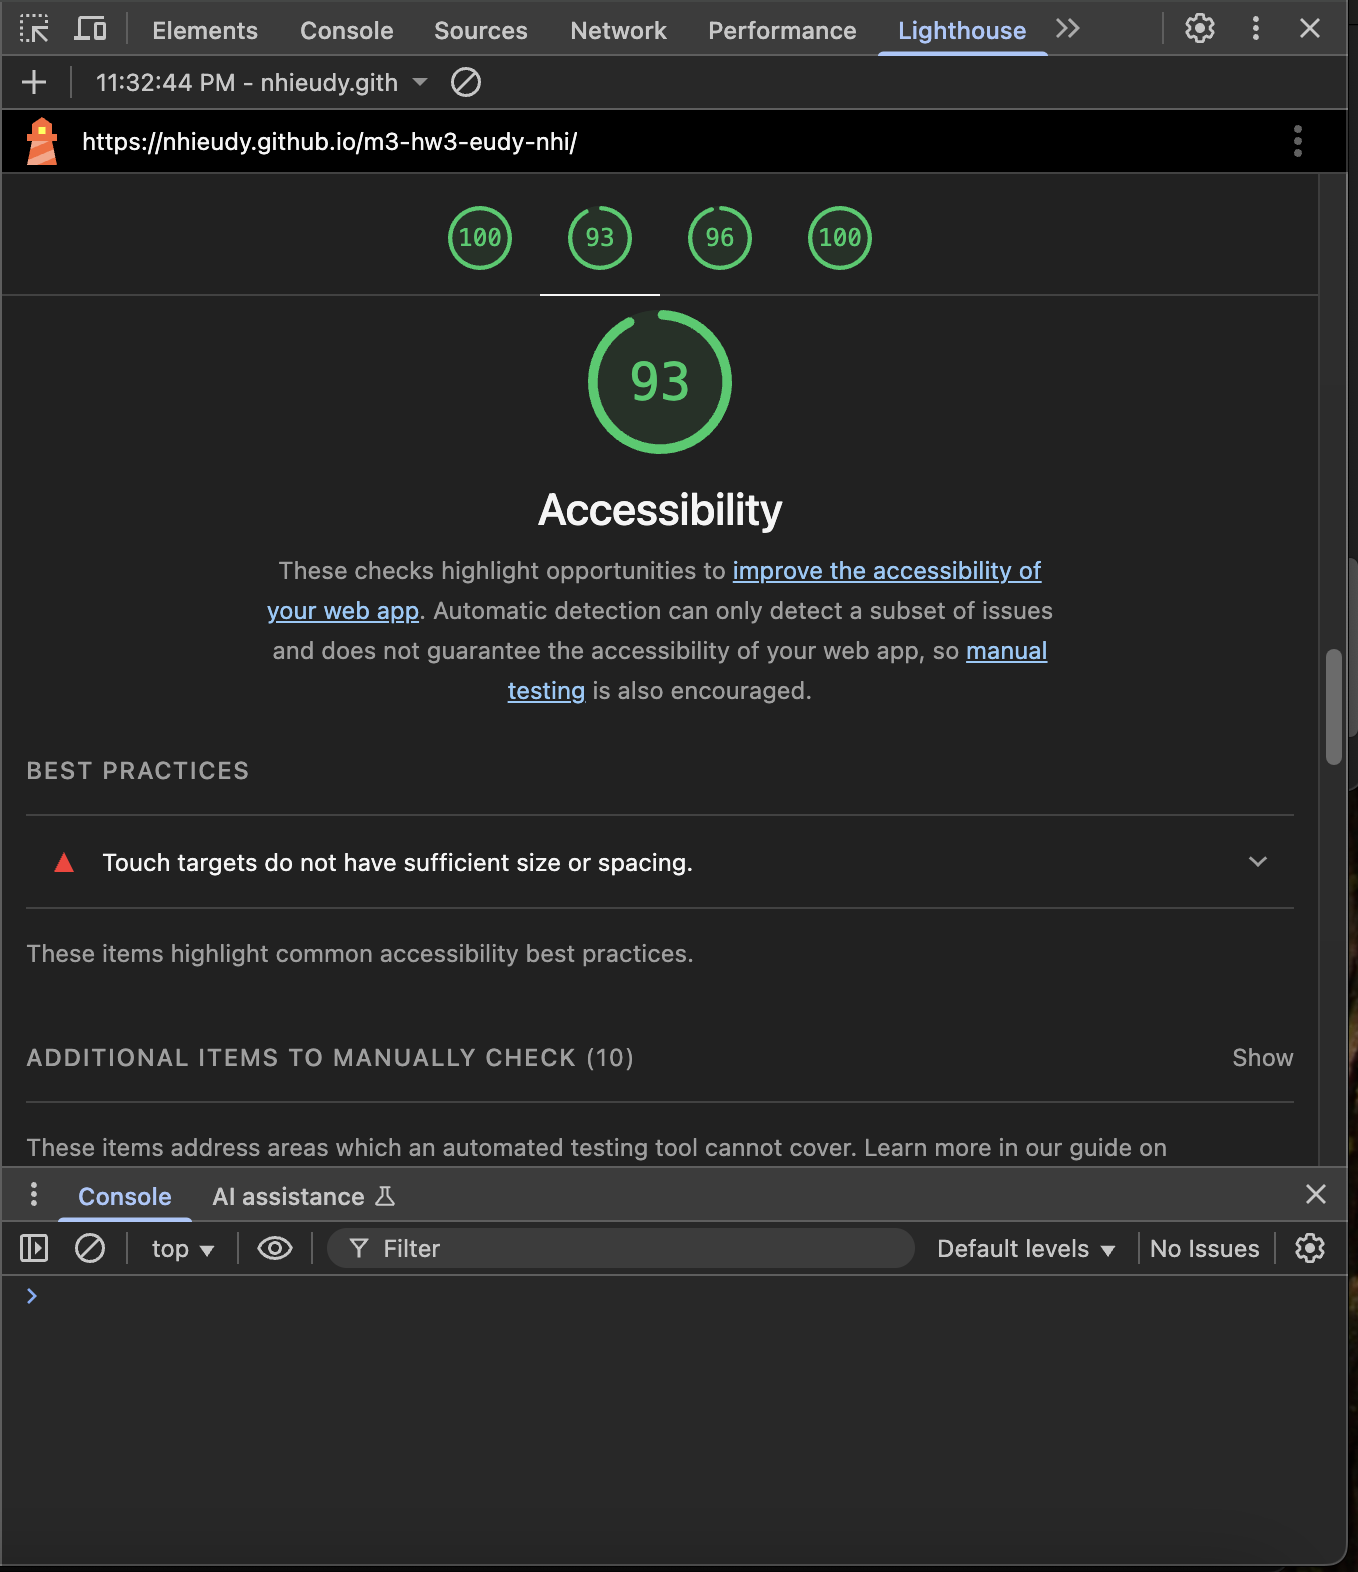 Elements Console Sources Network Performance Lighthouse
11:32:44 PM - nhieudy.gith
https://nhieudy.github.io/m3-hw3-eudy-nhi/
100 93 96 100
93
Accessibility
These checks highlight opportunities to improve the accessibility of
your web app. Automatic detection can only detect a subset of issues
and does not guarantee the accessibility of your web app, so manual
testing is also encouraged.
BEST PRACTICES
Touch targets do not have sufficient size or spacing.
These items highlight common accessibility best practices.
ADDITIONAL ITEMS TO MANUALLY CHECK (10) Show
These items address areas which an automated testing tool cannot cover. Learn more in our guide on
Console AI assistance
top Filter Default levels No Issues